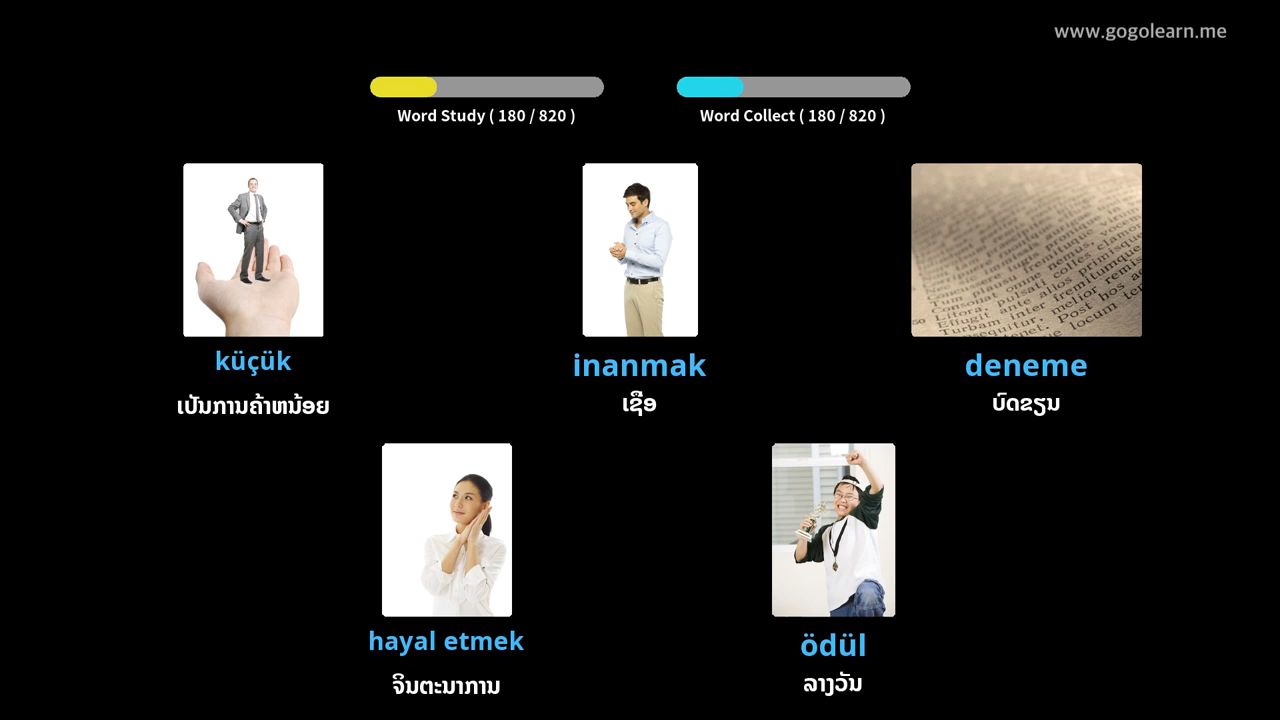 www.gogolearn.me
Word Study ( 180 / 820 )
Word Collect ( 180 / 820 )
küçük
ເປັນການຄ້າຫນ້ອຍ
inanmak
ເຊື່ອ
deneme
ບົດຂຽນ
hayal etmek
ຈິນຕະນາການ
ödül
ລາງວັນ